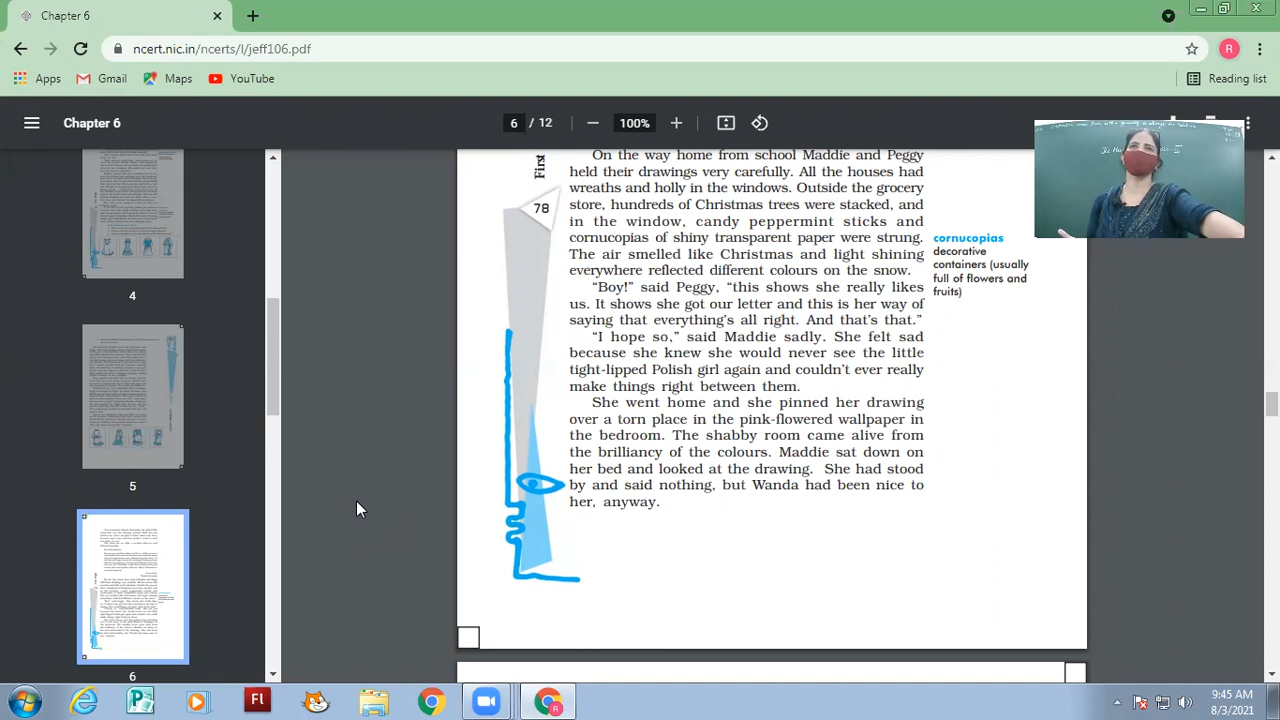 Chapter 6
ncert.nic.in/ncerts/l/jeff106.pdf
R
Apps
Gmail
Maps
YouTube
Reading list
Chapter 6
6 / 12
100%
4
5
6
First
78
On the way home from school Maddie and Peggy
held their drawings very carefully. All the houses had
wreaths and holly in the windows. Outside the grocery
store, hundreds of Christmas trees were stacked, and
in the window, candy peppermint sticks and
cornucopias of shiny transparent paper were strung.
The air smelled like Christmas and light shining
everywhere reflected different colours on the snow.
“Boy!” said Peggy, “this shows she really likes
us. It shows she got our letter and this is her way of
saying that everything’s all right. And that’s that.”
“I hope so,” said Maddie sadly. She felt sad
because she knew she would never see the little
tight-lipped Polish girl again and couldn’t ever really
make things right between them.
She went home and she pinned her drawing
over a torn place in the pink-flowered wallpaper in
the bedroom. The shabby room came alive from
the brilliancy of the colours. Maddie sat down on
her bed and looked at the drawing. She had stood
by and said nothing, but Wanda had been nice to
her, anyway.
cornucopias
decorative
containers (usually
full of flowers and
fruits)
9:45 AM
8/3/2021